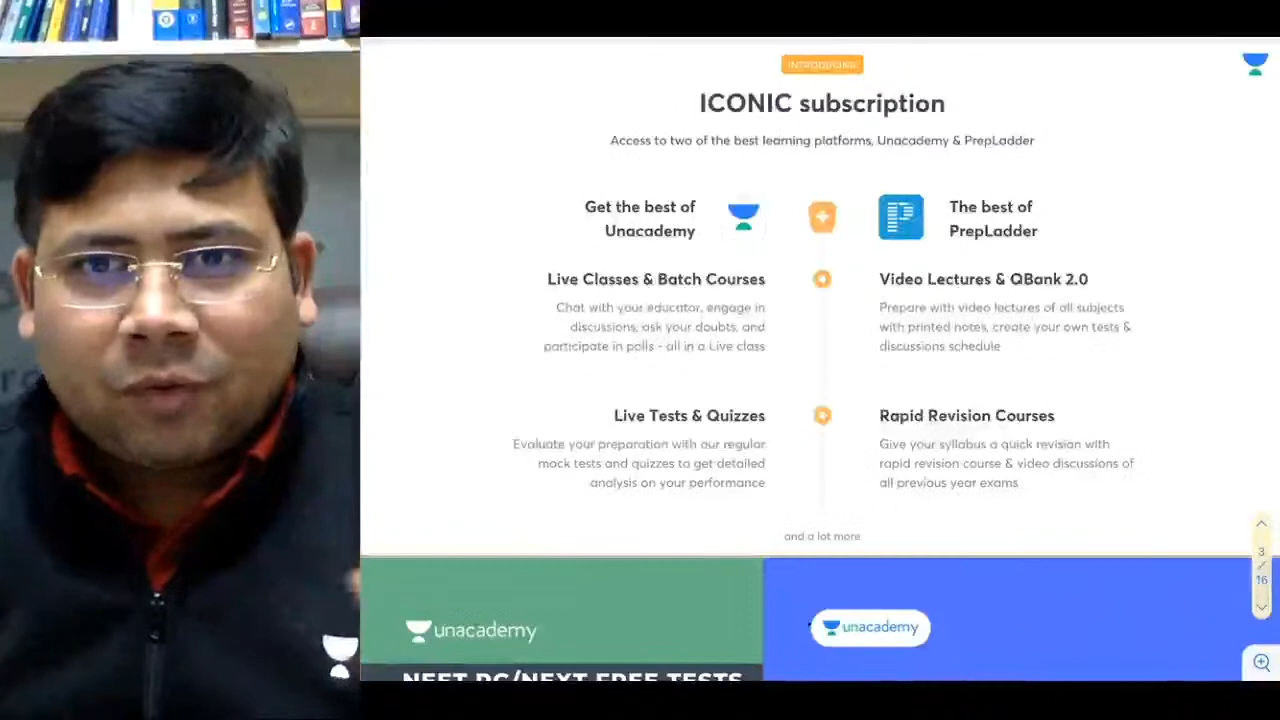 INTRODUCING
ICONIC subscription
Access to two of the best learning platforms, Unacademy & PrepLadder
Get the best of
Unacademy
The best of
PrepLadder
Live Classes & Batch Courses
Chat with your educator, engage in
discussions, ask your doubts, and
participate in polls - all in a Live class
Video Lectures & QBank 2.0
Prepare with video lectures of all subjects
with printed notes, create your own tests &
discussions schedule
Live Tests & Quizzes
Evaluate your preparation with our regular
mock tests and quizzes to get detailed
analysis on your performance
Rapid Revision Courses
Give your syllabus a quick revision with
rapid revision course & video discussions of
all previous year exams
and a lot more
3
/
16
unacademy
unacademy
NEET PG/NEXT FREE TESTS